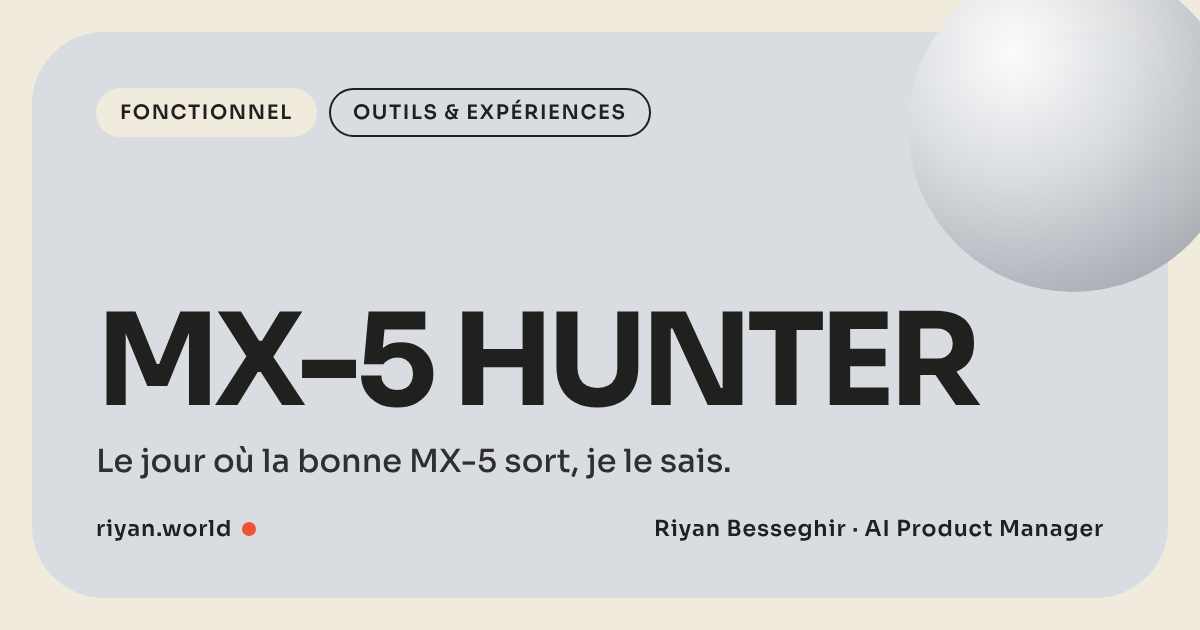 FONCTIONNEL
OUTILS & EXPÉRIENCES
MX–5 HUNTER
Le jour où la bonne MX-5 sort, je le sais.
riyan.world
Riyan Besseghir · AI Product Manager